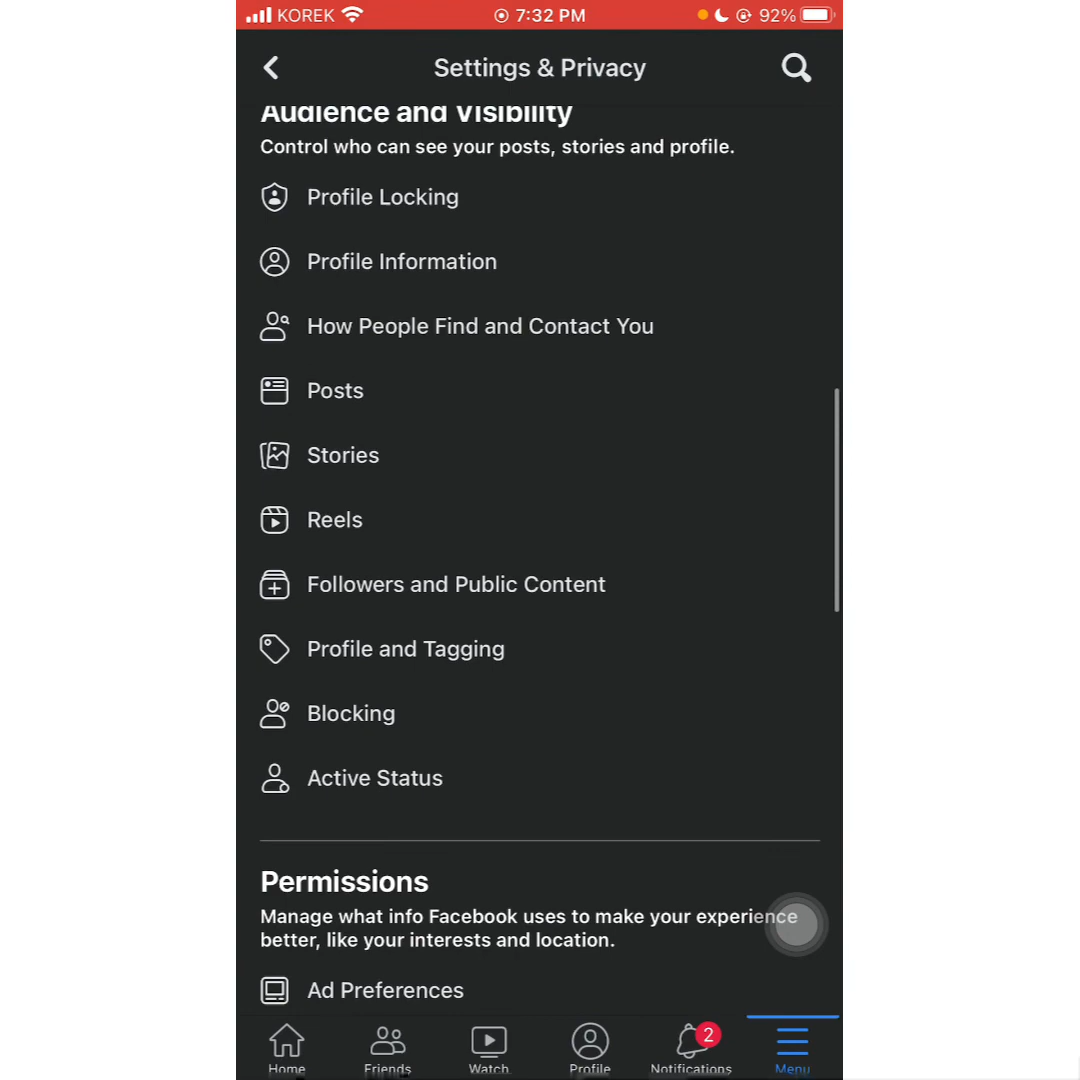 KOREK 7:32 PM 92%
Settings & Privacy
Audience and Visibility
Control who can see your posts, stories and profile.
Profile Locking
Profile Information
How People Find and Contact You
Posts
Stories
Reels
Followers and Public Content
Profile and Tagging
Blocking
Active Status
Permissions
Manage what info Facebook uses to make your experience
better, like your interests and location.
Ad Preferences
2
Home Friends Watch Profile Notifications Menu